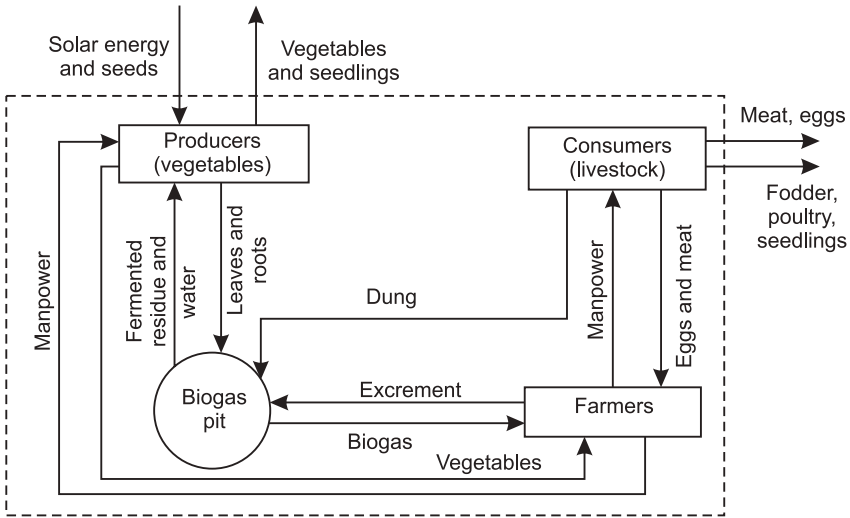 Solar energy
and seeds
Vegetables
and seedlings
Producers
(vegetables)
Consumers
(livestock)
Meat, eggs
Fodder,
poultry,
seedlings
Manpower
Fermented
residue and
water
Leaves and
roots
Dung
Manpower
Eggs and meat
Biogas
pit
Excrement
Biogas
Farmers
Vegetables